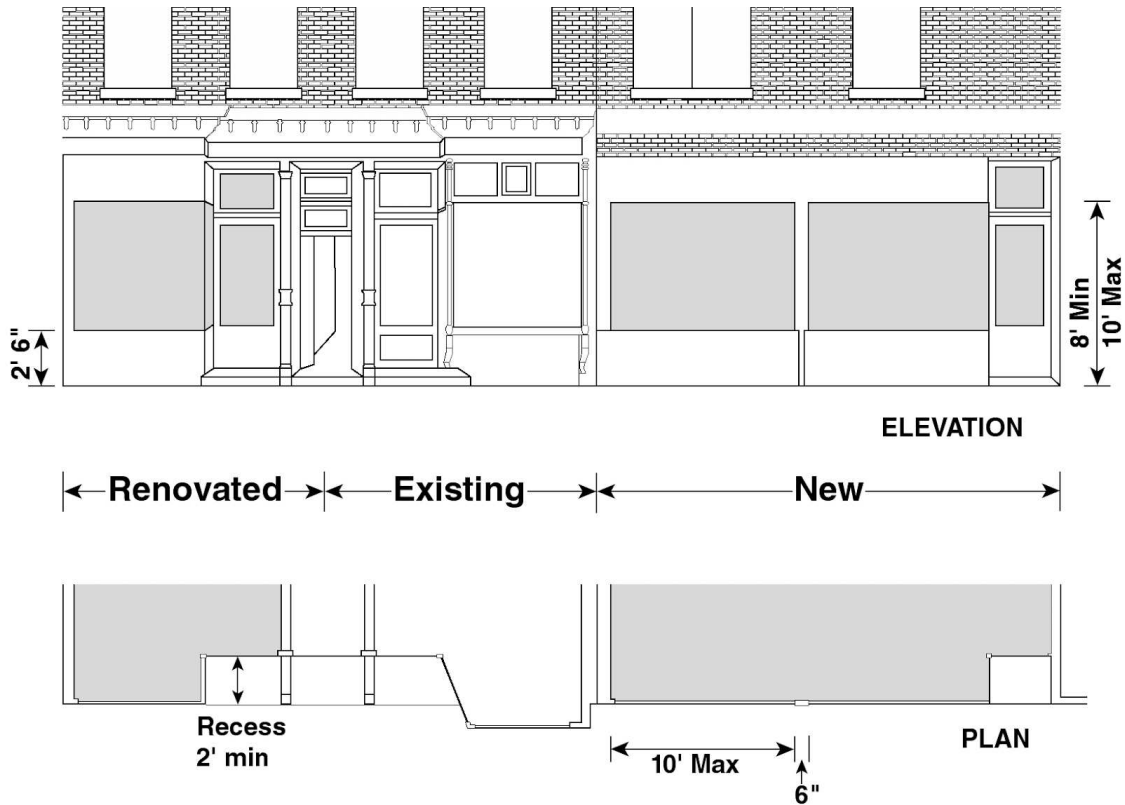 2' 6"
8' Min
10' Max
ELEVATION
Renovated
Existing
New
Recess
2' min
10' Max
6"
PLAN